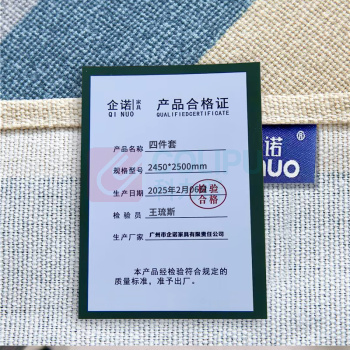 企诺 家具 产品合格证
QI NUO QUALIFIEDCERTIFICATE
产品名称 四件套
规格型号 2450*2500mm
生产日期 2025年2月06日
检验合格
检验员 王琉斯
生产厂家 广州市企诺家具有限责任公司
本产品经检验符合规定的
质量标准,准予出厂。
诺
NUO
®